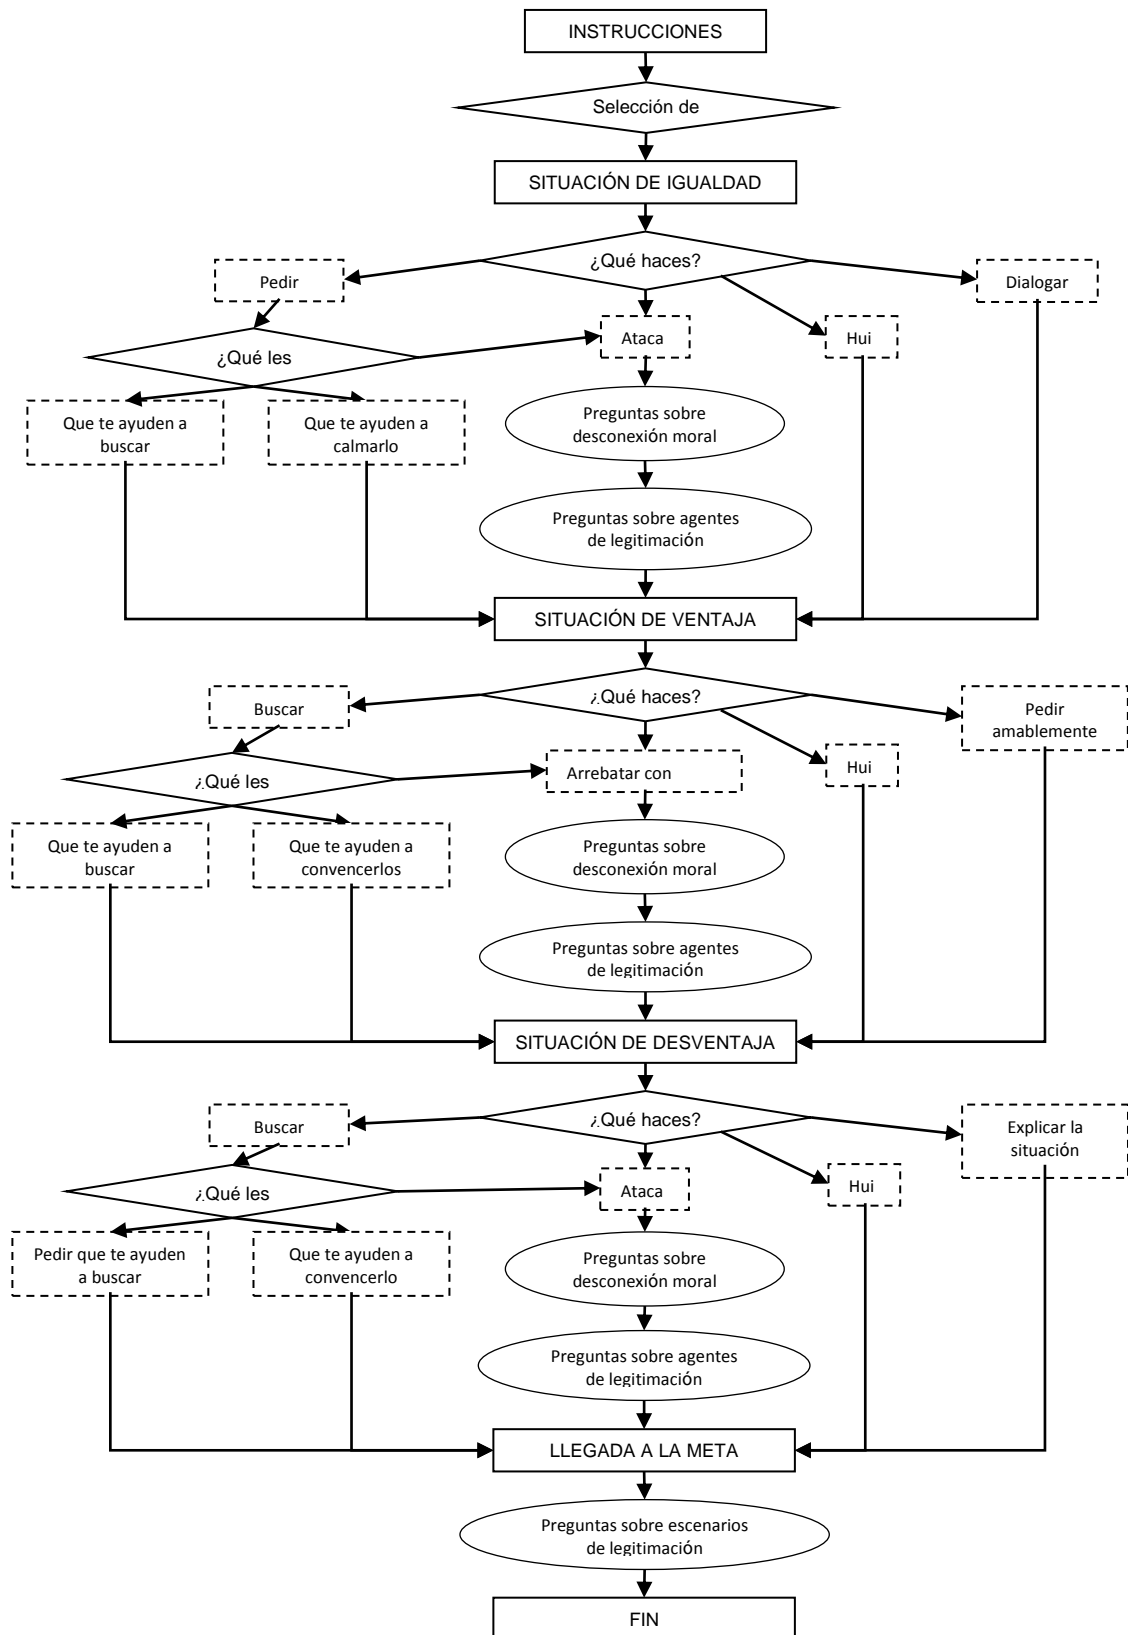 INSTRUCCIONES
Selección de
SITUACIÓN DE IGUALDAD
¿Qué haces?
Pedir
Dialogar
Ataca
Hui
¿Qué les
Que te ayuden a
buscar
Que te ayuden a
calmarlo
Preguntas sobre
desconexión moral
Preguntas sobre agentes
de legitimación
SITUACIÓN DE VENTAJA
¿Qué haces?
Buscar
Pedir
amablemente
Arrebatar con
Hui
¿Qué les
Que te ayuden a
buscar
Que te ayuden a
convencerlos
Preguntas sobre
desconexión moral
Preguntas sobre agentes
de legitimación
SITUACIÓN DE DESVENTAJA
¿Qué haces?
Buscar
Explicar la
situación
Ataca
Hui
¿Qué les
Pedir que te ayuden
a buscar
Que te ayuden a
convencerlo
Preguntas sobre
desconexión moral
Preguntas sobre agentes
de legitimación
LLEGADA A LA META
Preguntas sobre escenarios
de legitimación
FIN